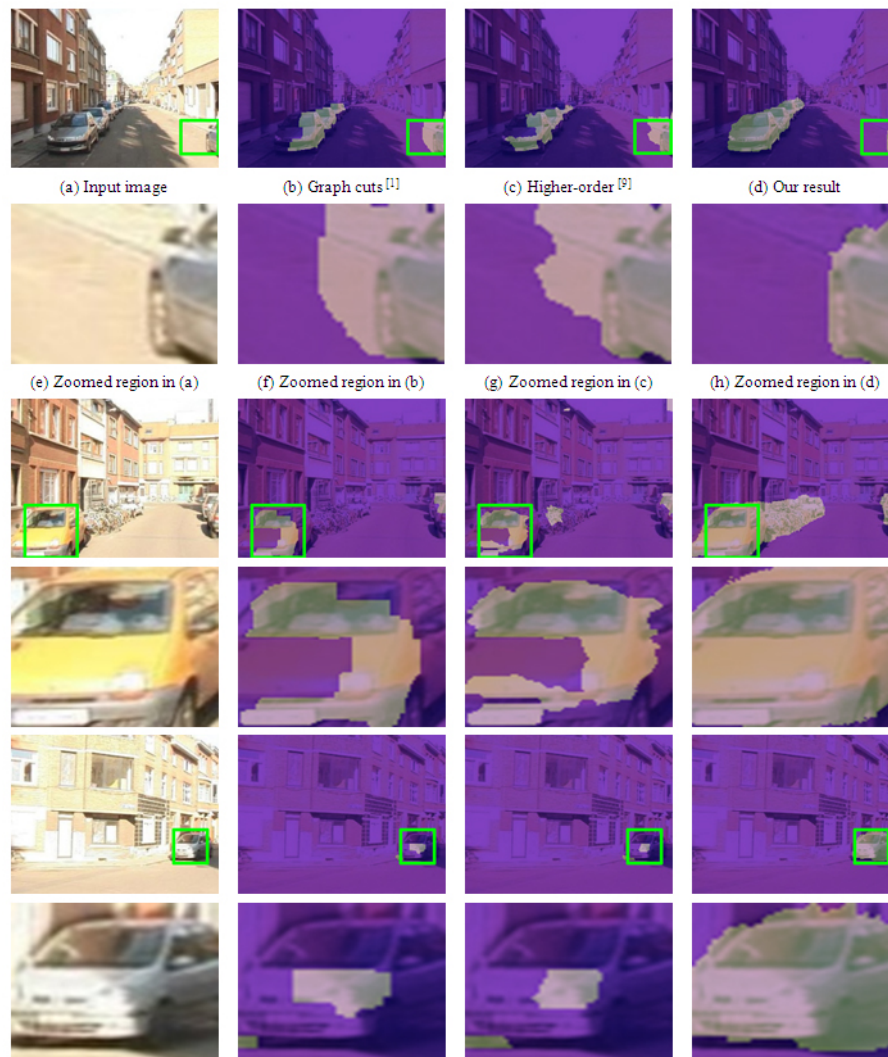 (a) Input image
(b) Graph cuts [1]
(c) Higher-order [9]
(d) Our result
(e) Zoomed region in (a)
(f) Zoomed region in (b)
(g) Zoomed region in (c)
(h) Zoomed region in (d)